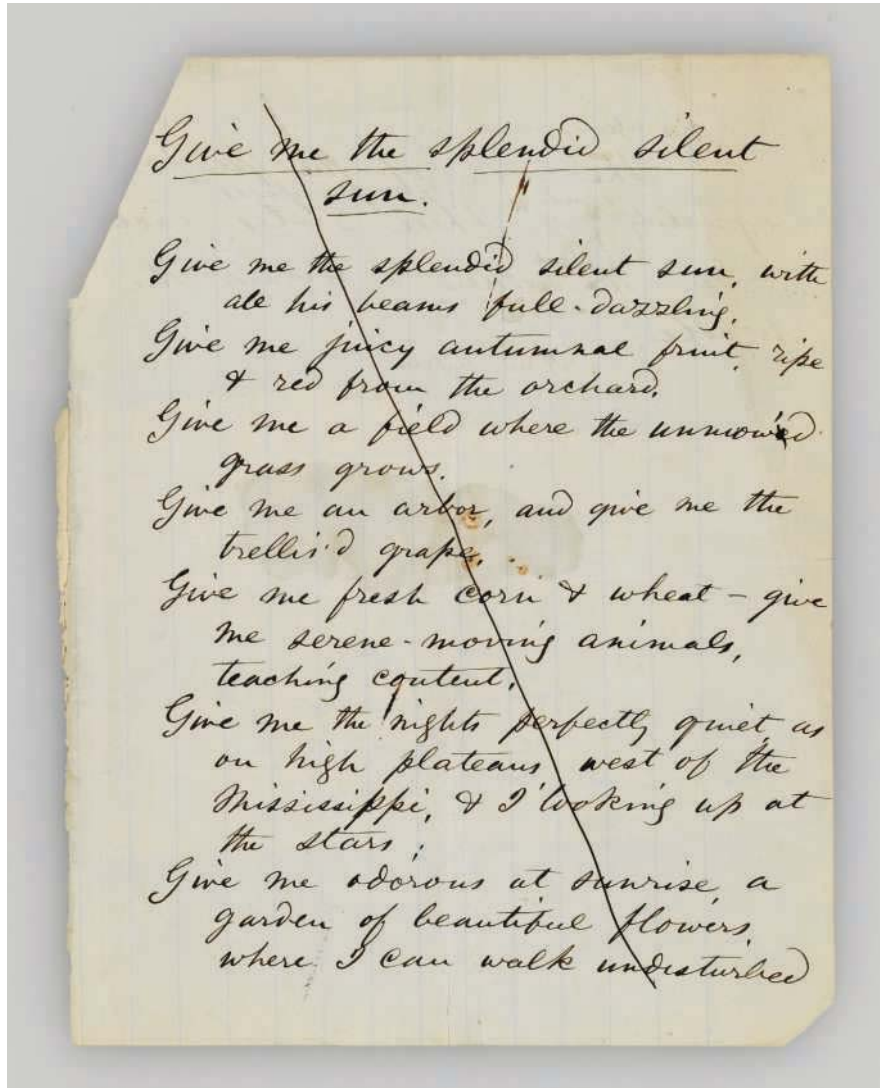 Give me the splendid silent
sun.
Give me the splendid silent sun, with
all his beams full-dazzling,
Give me juicy autumnal fruit, ripe
& red from the orchard,
Give me a field where the unmowed
grass grows,
Give me an arbor, and give me the
trellis'd grape,
Give me fresh corn & wheat – give
me serene-moving animals,
teaching content,
Give me the nights perfectly quiet, as
on high plateaus west of the
Mississippi, & I looking up at
the stars;
Give me odorous at sunrise a
garden of beautiful flowers,
where I can walk undisturbed